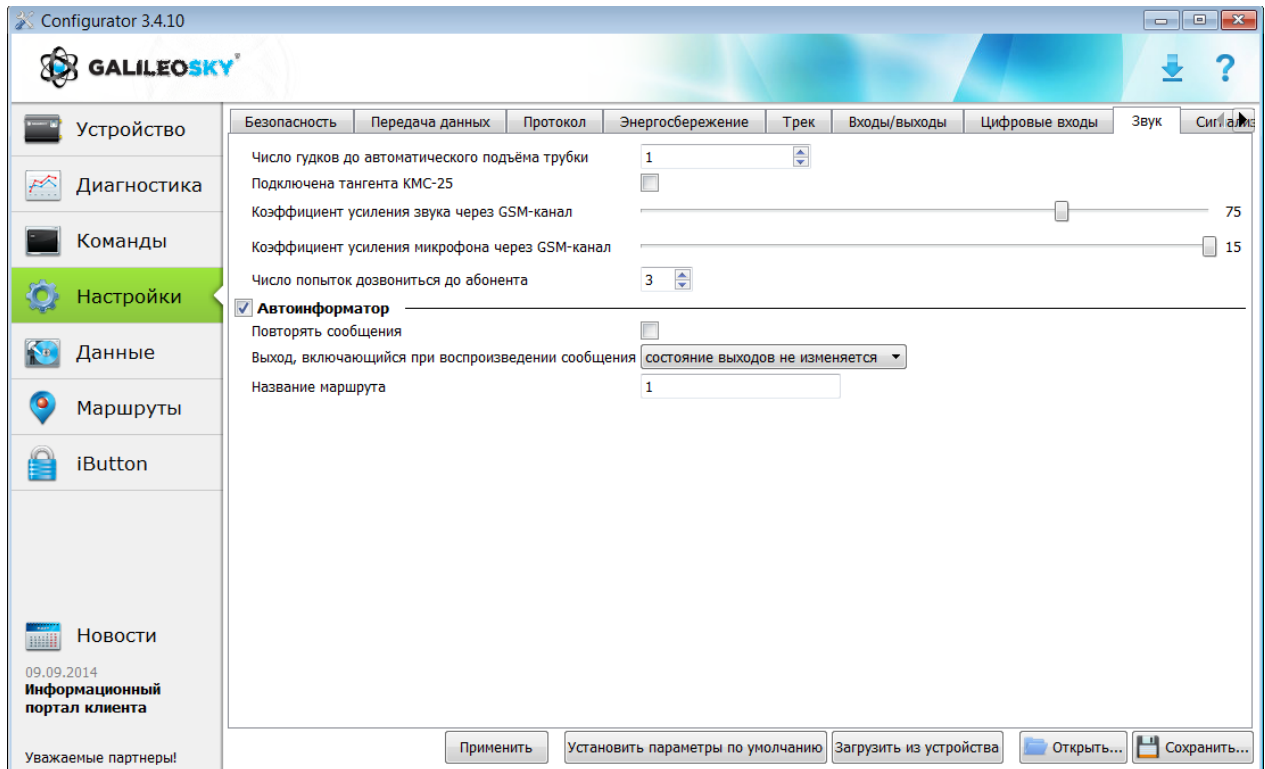 Configurator 3.4.10
GALILEOSKY
?
Устройство
Диагностика
Команды
Настройки
Данные
Маршруты
iButton
Новости
09.09.2014
Информационный
портал клиента
Уважаемые партнеры!
Безопасность Передача данных Протокол Энергосбережение Трек Входы/выходы Цифровые входы Звук
Число гудков до автоматического подъёма трубки 1
Подключена тангента КМС-25
Коэффициент усиления звука через GSM-канал 75
Коэффициент усиления микрофона через GSM-канал 15
Число попыток дозвониться до абонента 3
Автоинформатор
Повторять сообщения
Выход, включающийся при воспроизведении сообщения состояние выходов не изменяется
Название маршрута 1
Применить Установить параметры по умолчанию Загрузить из устройства Открыть... Сохранить...